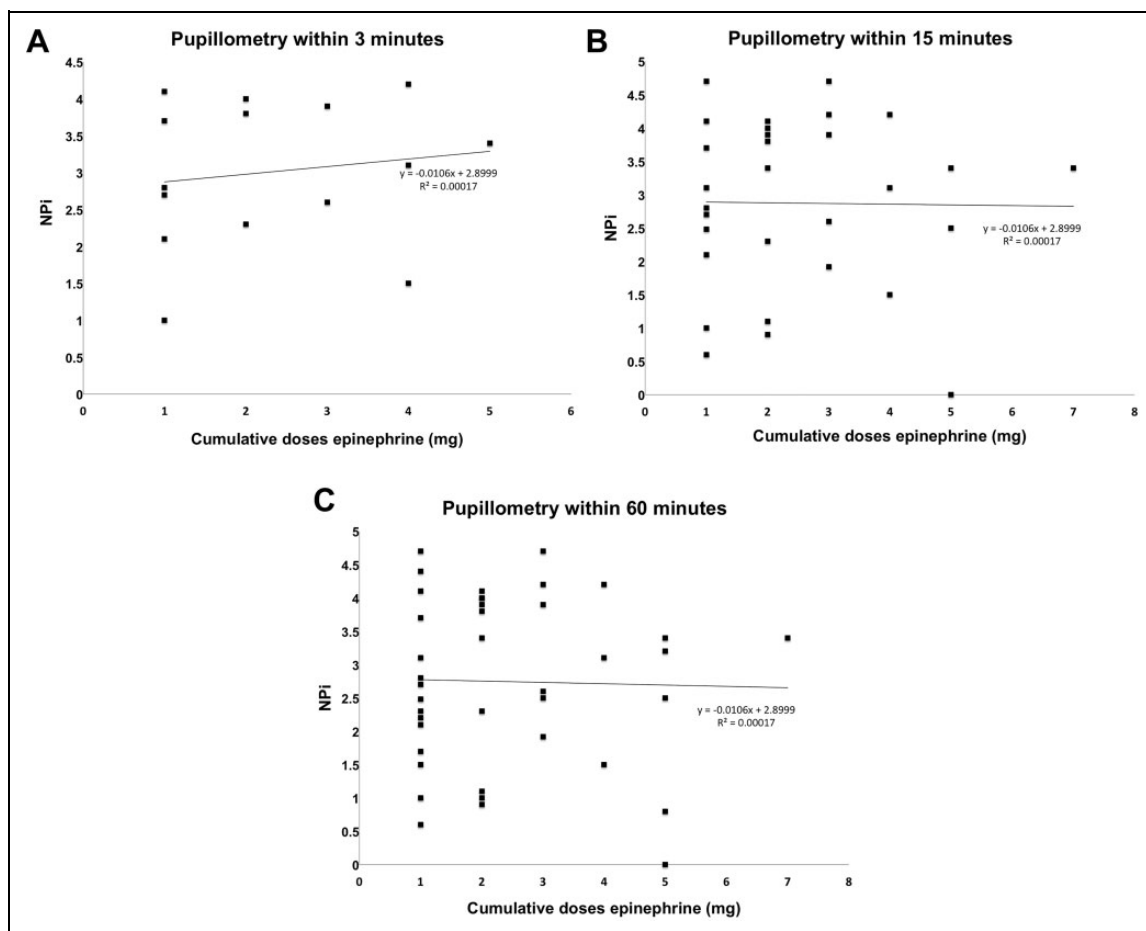 A
Pupillometry within 3 minutes
4.5
4
3.5
3
2.5
2
1.5
1
0.5
0
NPi
y = -0.0106x + 2.8999
R² = 0.00017
0 1 2 3 4 5 6
Cumulative doses epinephrine (mg)
B
Pupillometry within 15 minutes
5
4.5
4
3.5
3
2.5
2
1.5
1
0.5
0
NPi
y = -0.0106x + 2.8999
R² = 0.00017
0 1 2 3 4 5 6 7 8
Cumulative doses epinephrine (mg)
C
Pupillometry within 60 minutes
5
4.5
4
3.5
3
2.5
2
1.5
1
0.5
0
NPi
y = -0.0106x + 2.8999
R² = 0.00017
0 1 2 3 4 5 6 7 8
Cumulative doses epinephrine (mg)